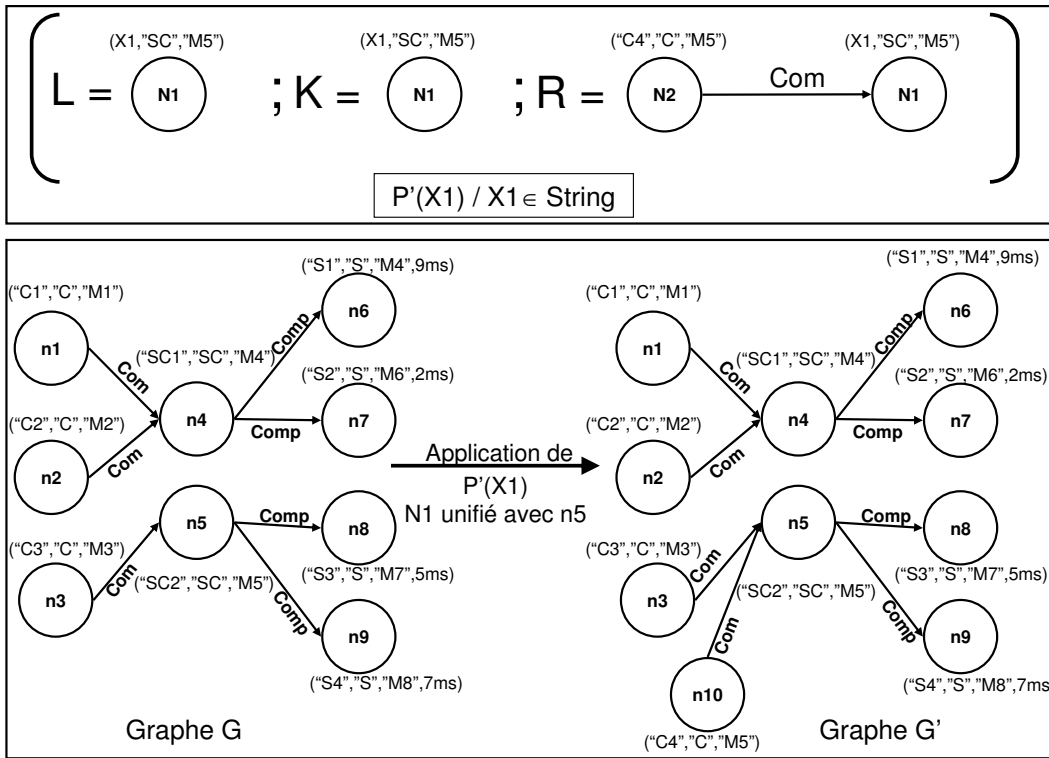 (X1,”SC”,”M5”) (X1,”SC”,”M5”) (“C4”,”C”,”M5”) (X1,”SC”,”M5”)
L = N1 ; K = N1 ; R = N2 Com N1
P’(X1) / X1∈ String
(“S1”,”S”,”M4”,9ms)
(“C1”,”C”,”M1”)
n6
n1
Com
Comp
(“SC1”,”SC”,”M4”)
(“S2”,”S”,”M6”,2ms)
n4
n7
Comp
(“C2”,”C”,”M2”)
n2
Com
n5
Comp
n8
(“C3”,”C”,”M3”)
(“S3”,”S”,”M7”,5ms)
n3
Com
(“SC2”,”SC”,”M5”)
Comp
n9
(“S4”,”S”,”M8”,7ms)
Graphe G
Application de
P’(X1)
N1 unifié avec n5
(“S1”,”S”,”M4”,9ms)
(“C1”,”C”,”M1”)
n6
n1
Com
Comp
(“SC1”,”SC”,”M4”)
(“S2”,”S”,”M6”,2ms)
n4
n7
Comp
(“C2”,”C”,”M2”)
n2
Com
n5
Comp
n8
(“C3”,”C”,”M3”)
(“S3”,”S”,”M7”,5ms)
n3
Com
(“SC2”,”SC”,”M5”)
Comp
n9
Com
(“S4”,”S”,”M8”,7ms)
n10
(“C4”,”C”,”M5”)
Graphe G’